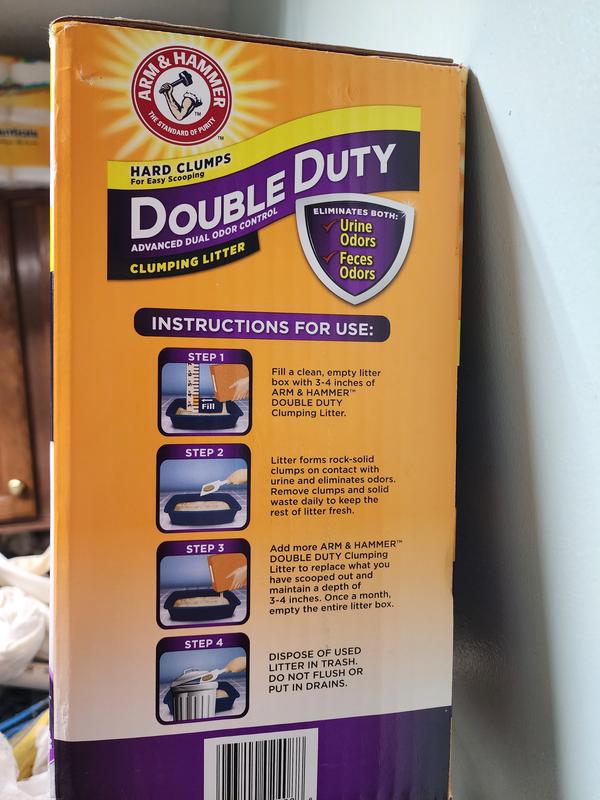 ARM & HAMMER
THE STANDARD OF PURITY
TM
TM
HARD CLUMPS
For Easy Scooping
DOUBLE DUTY
ADVANCED DUAL ODOR CONTROL
CLUMPING LITTER
ELIMINATES BOTH:
Urine
Odors
Feces
Odors
INSTRUCTIONS FOR USE:
STEP 1
Fill
Fill a clean, empty litter
box with 3-4 inches of
ARM & HAMMER™
DOUBLE DUTY
Clumping Litter.
STEP 2
Litter forms rock-solid
clumps on contact with
urine and eliminates odors.
Remove clumps and solid
waste daily to keep the
rest of litter fresh.
STEP 3
Add more ARM & HAMMER™
DOUBLE DUTY Clumping
Litter to replace what you
have scooped out and
maintain a depth of
3-4 inches. Once a month,
empty the entire litter box.
STEP 4
DISPOSE OF USED
LITTER IN TRASH.
DO NOT FLUSH OR
PUT IN DRAINS.